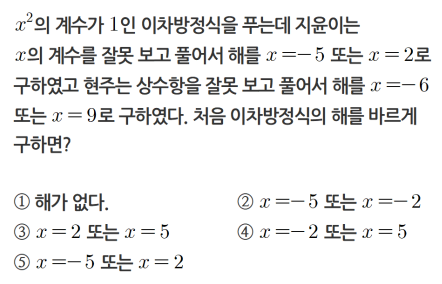 x²의 계수가 1인 이차방정식을 푸는데 지윤이는
x의 계수를 잘못 보고 풀어서 해를 x=−5 또는 x=2로
구하였고 현주는 상수항을 잘못 보고 풀어서 해를 x=−6
또는 x=9로 구하였다. 처음 이차방정식의 해를 바르게
구하면?
① 해가 없다. ② x=−5 또는 x=−2
③ x=2 또는 x=5 ④ x=−2 또는 x=5
⑤ x=−5 또는 x=2